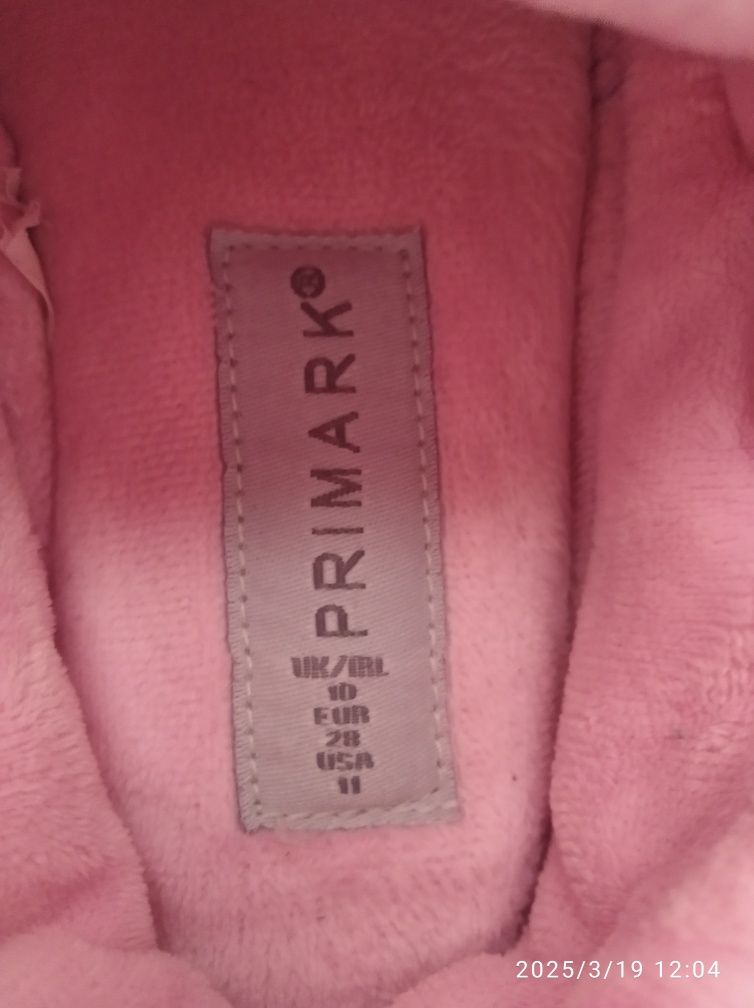 PRIMARK®
UK/IRL
10
EUR
28
USA
11
2025/3/19 12:04